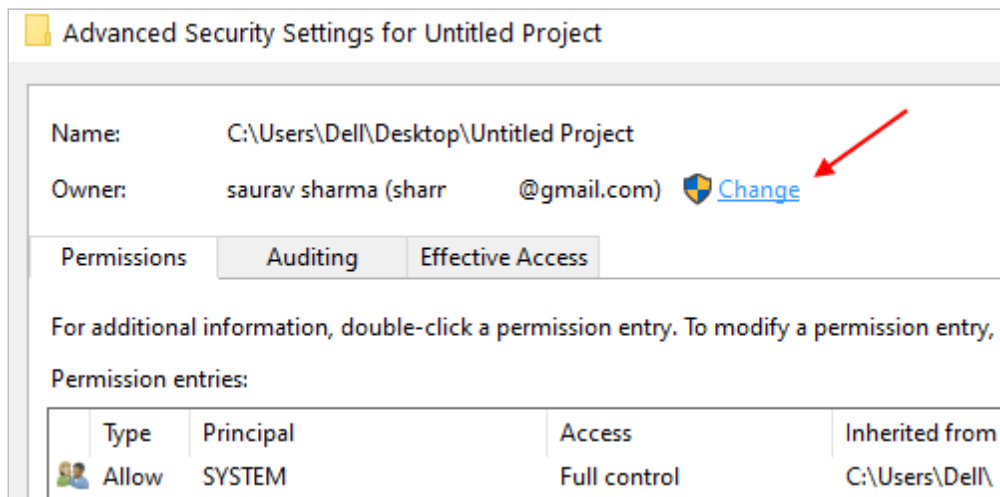 Advanced Security Settings for Untitled Project
Name: C:\Users\Dell\Desktop\Untitled Project
Owner: saurav sharma (sharr @gmail.com) Change
Permissions Auditing Effective Access
For additional information, double-click a permission entry. To modify a permission entry,
Permission entries:
Type Principal Access Inherited from
Allow SYSTEM Full control C:\Users\Dell\